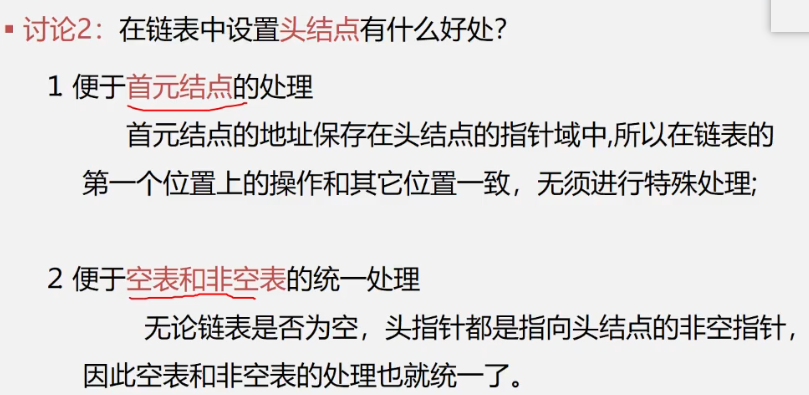 ▪ 讨论2：在链表中设置头结点有什么好处？
1 便于首元结点的处理
首元结点的地址保存在头结点的指针域中,所以在链表的
第一个位置上的操作和其它位置一致，无须进行特殊处理;
2 便于空表和非空表的统一处理
无论链表是否为空，头指针都是指向头结点的非空指针，
因此空表和非空表的处理也就统一了。